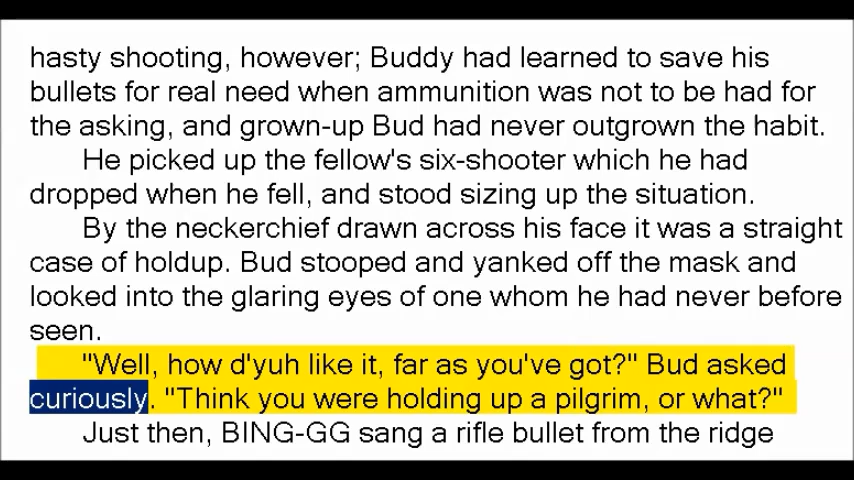 hasty shooting, however; Buddy had learned to save his
bullets for real need when ammunition was not to be had for
the asking, and grown-up Bud had never outgrown the habit.
He picked up the fellow's six-shooter which he had
dropped when he fell, and stood sizing up the situation.
By the neckerchief drawn across his face it was a straight
case of holdup. Bud stooped and yanked off the mask and
looked into the glaring eyes of one whom he had never before
seen.
"Well, how d'yuh like it, far as you've got?" Bud asked
curiously. "Think you were holding up a pilgrim, or what?"
Just then, BING-GG sang a rifle bullet from the ridge